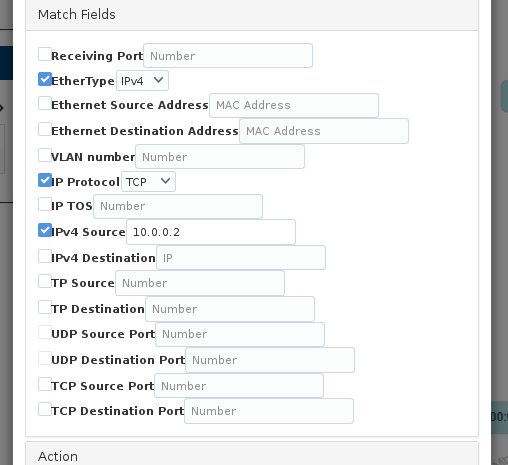 Match Fields
Receiving Port Number
EtherType IPv4
Ethernet Source Address MAC Address
Ethernet Destination Address MAC Address
VLAN number Number
IP Protocol TCP
IP TOS Number
IPv4 Source 10.0.0.2
IPv4 Destination IP
TP Source Number
TP Destination Number
UDP Source Port Number
UDP Destination Port Number
TCP Source Port Number
TCP Destination Port Number
00:
Action